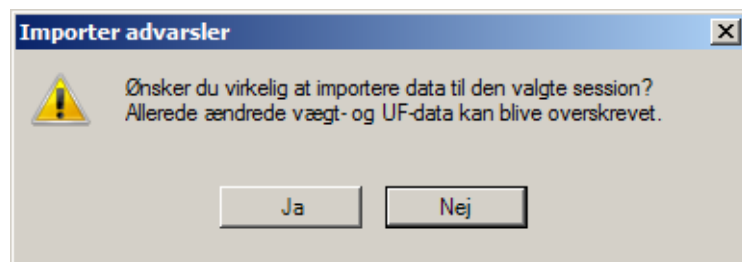 Importer advarsler
Ønsker du virkelig at importere data til den valgte session?
Allerede ændrede vægt- og UF-data kan blive overskrevet.
Ja
Nej